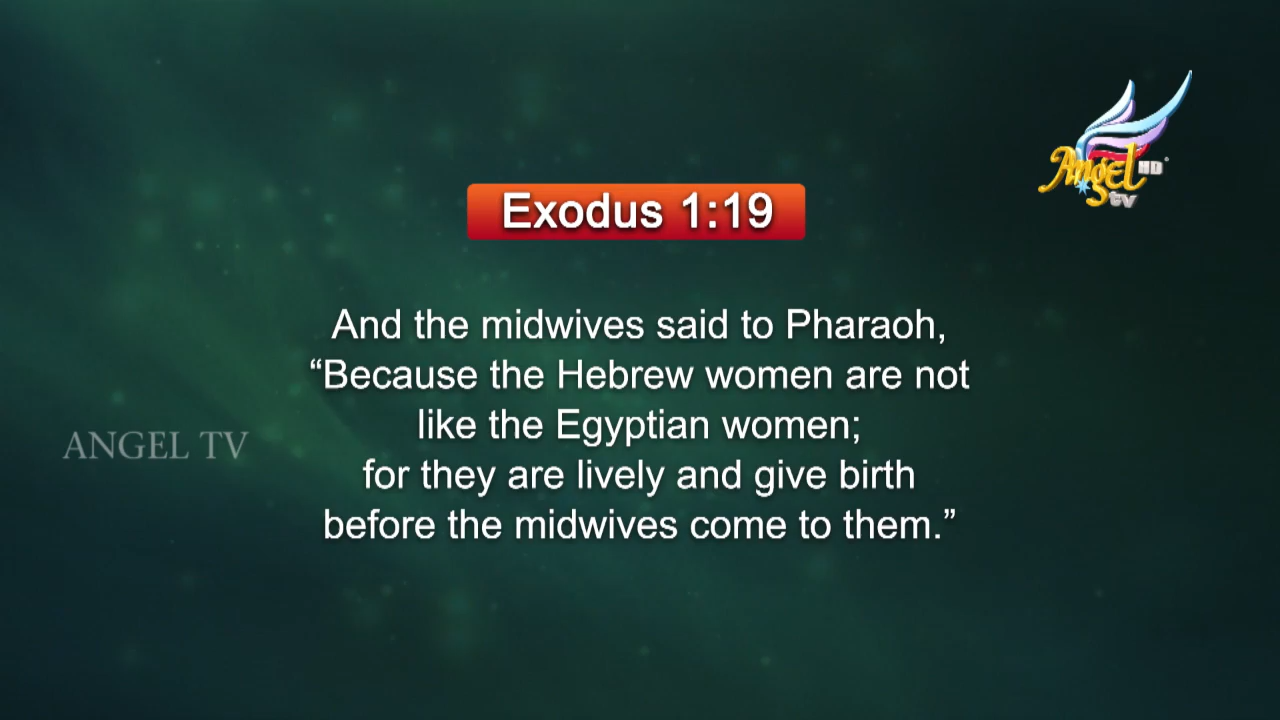 Angel HD
tv
Exodus 1:19
And the midwives said to Pharaoh,
“Because the Hebrew women are not
like the Egyptian women;
for they are lively and give birth
before the midwives come to them.”
ANGEL TV